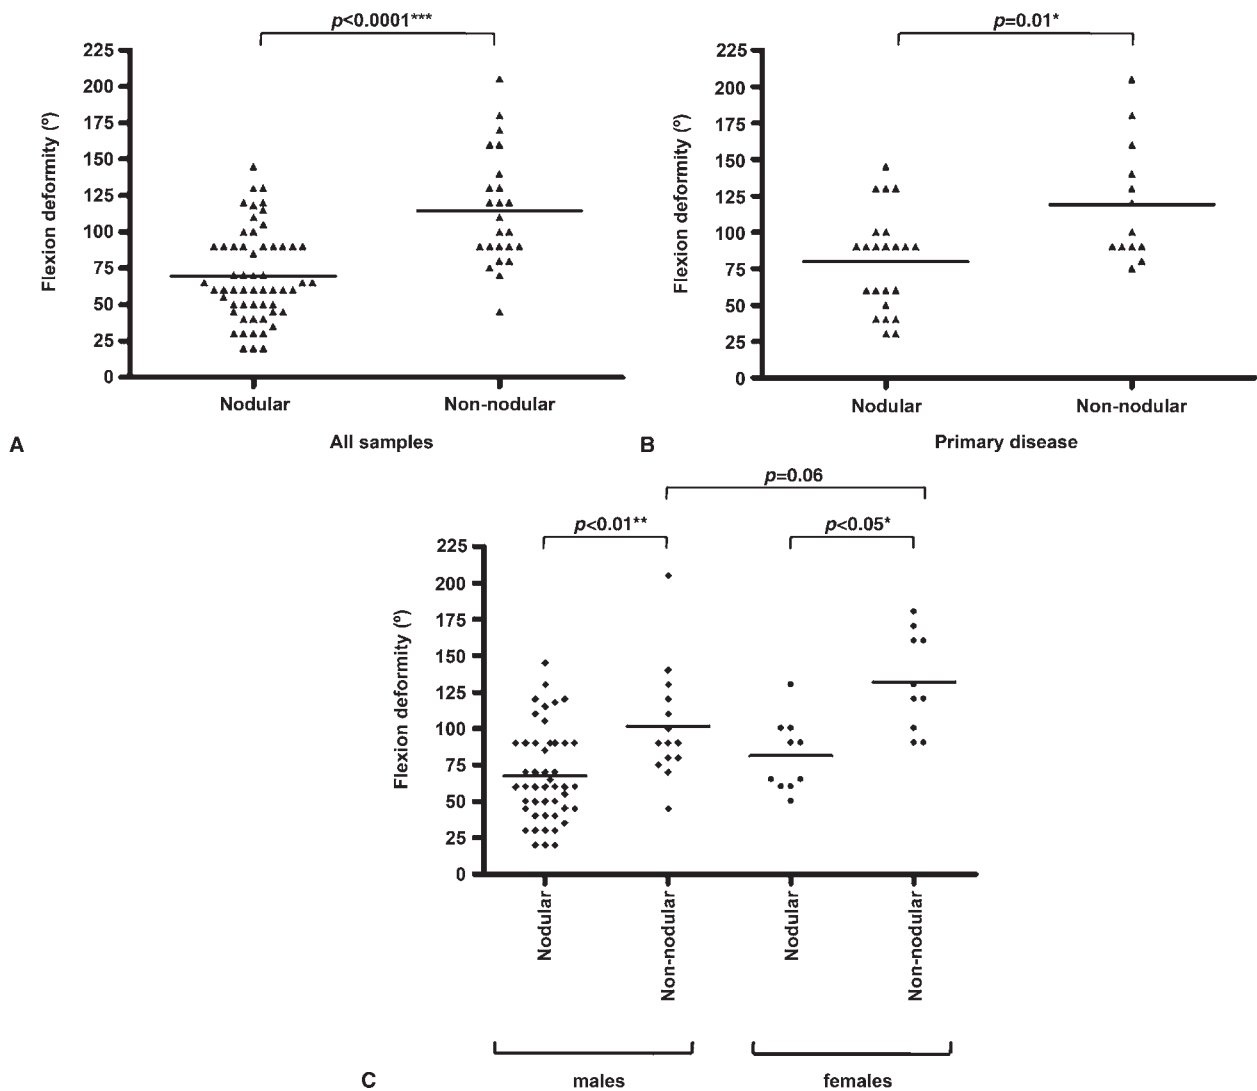 p<0.0001***
225
200
175
150
125
100
75
50
25
0
Flexion deformity (º)
Nodular
Non-nodular
A
All samples
p=0.01*
225
200
175
150
125
100
75
50
25
0
Flexion deformity (º)
Nodular
Non-nodular
B
Primary disease
p=0.06
p<0.01**
p<0.05*
225
200
175
150
125
100
75
50
25
0
Flexion deformity (º)
Nodular
Non-nodular
Nodular
Non-nodular
C
males
females